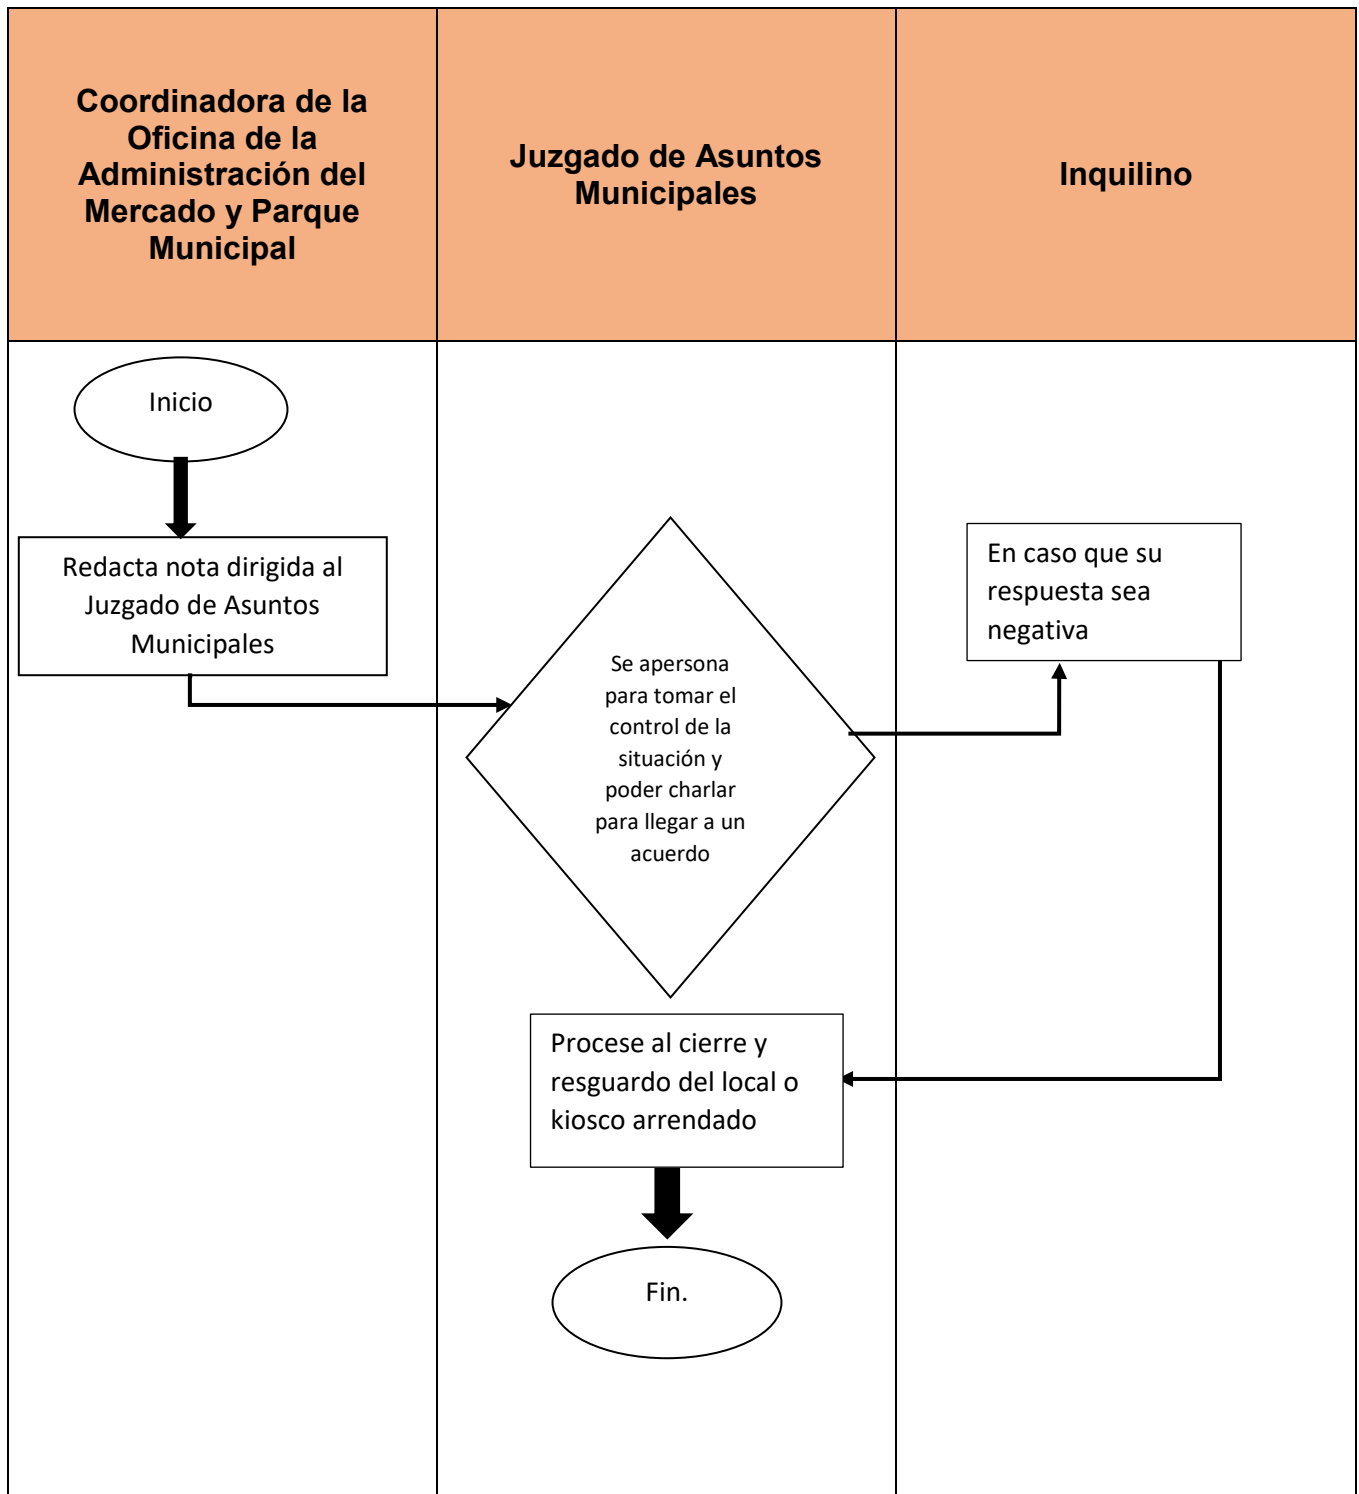 Coordinadora de la
Oficina de la
Administración del
Mercado y Parque
Municipal
Juzgado de Asuntos
Municipales
Inquilino
Inicio
Redacta nota dirigida al
Juzgado de Asuntos
Municipales
Se apersona
para tomar el
control de la
situación y
poder charlar
para llegar a un
acuerdo
En caso que su
respuesta sea
negativa
Procese al cierre y
resguardo del local o
kiosco arrendado
Fin.